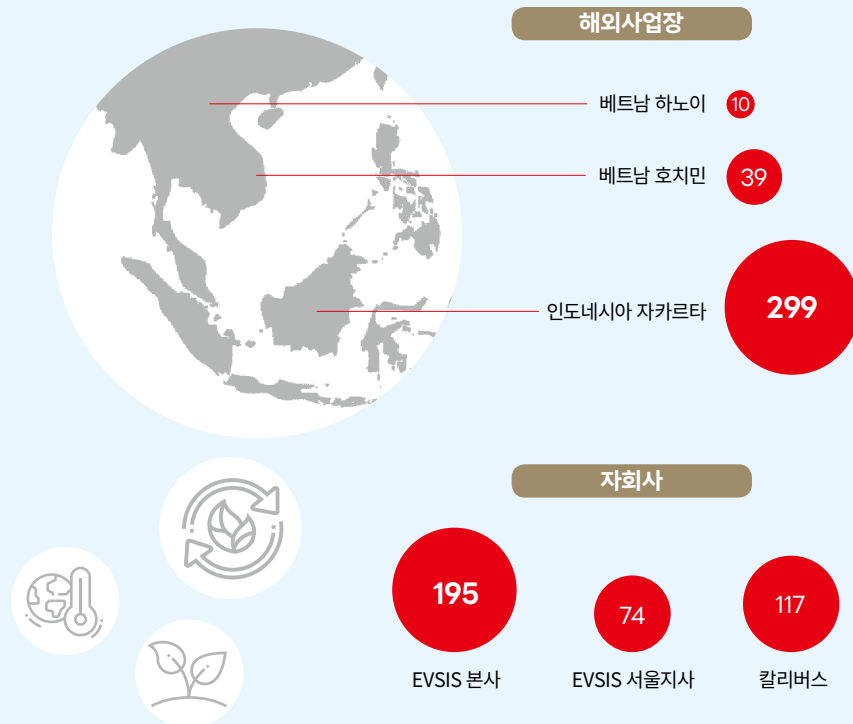 해외사업장
베트남 하노이 10
베트남 호치민 39
인도네시아 자카르타 299
자회사
195 74 117
EVSIS 본사 EVSIS 서울지사 칼리버스